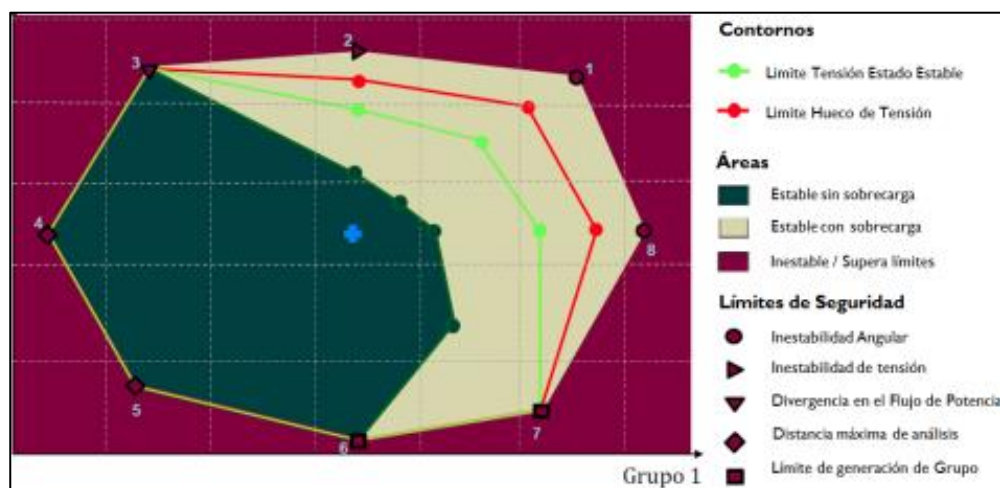 2
3
1
4
8
5
6
7
Grupo 1
Contornos
Limite Tensión Estado Estable
Limite Hueco de Tensión
Áreas
Estable sin sobrecarga
Estable con sobrecarga
Inestable / Supera límites
Límites de Seguridad
Inestabilidad Angular
Inestabilidad de tensión
Divergencia en el Flujo de Potencia
Distancia máxima de análisis
Límite de generación de Grupo